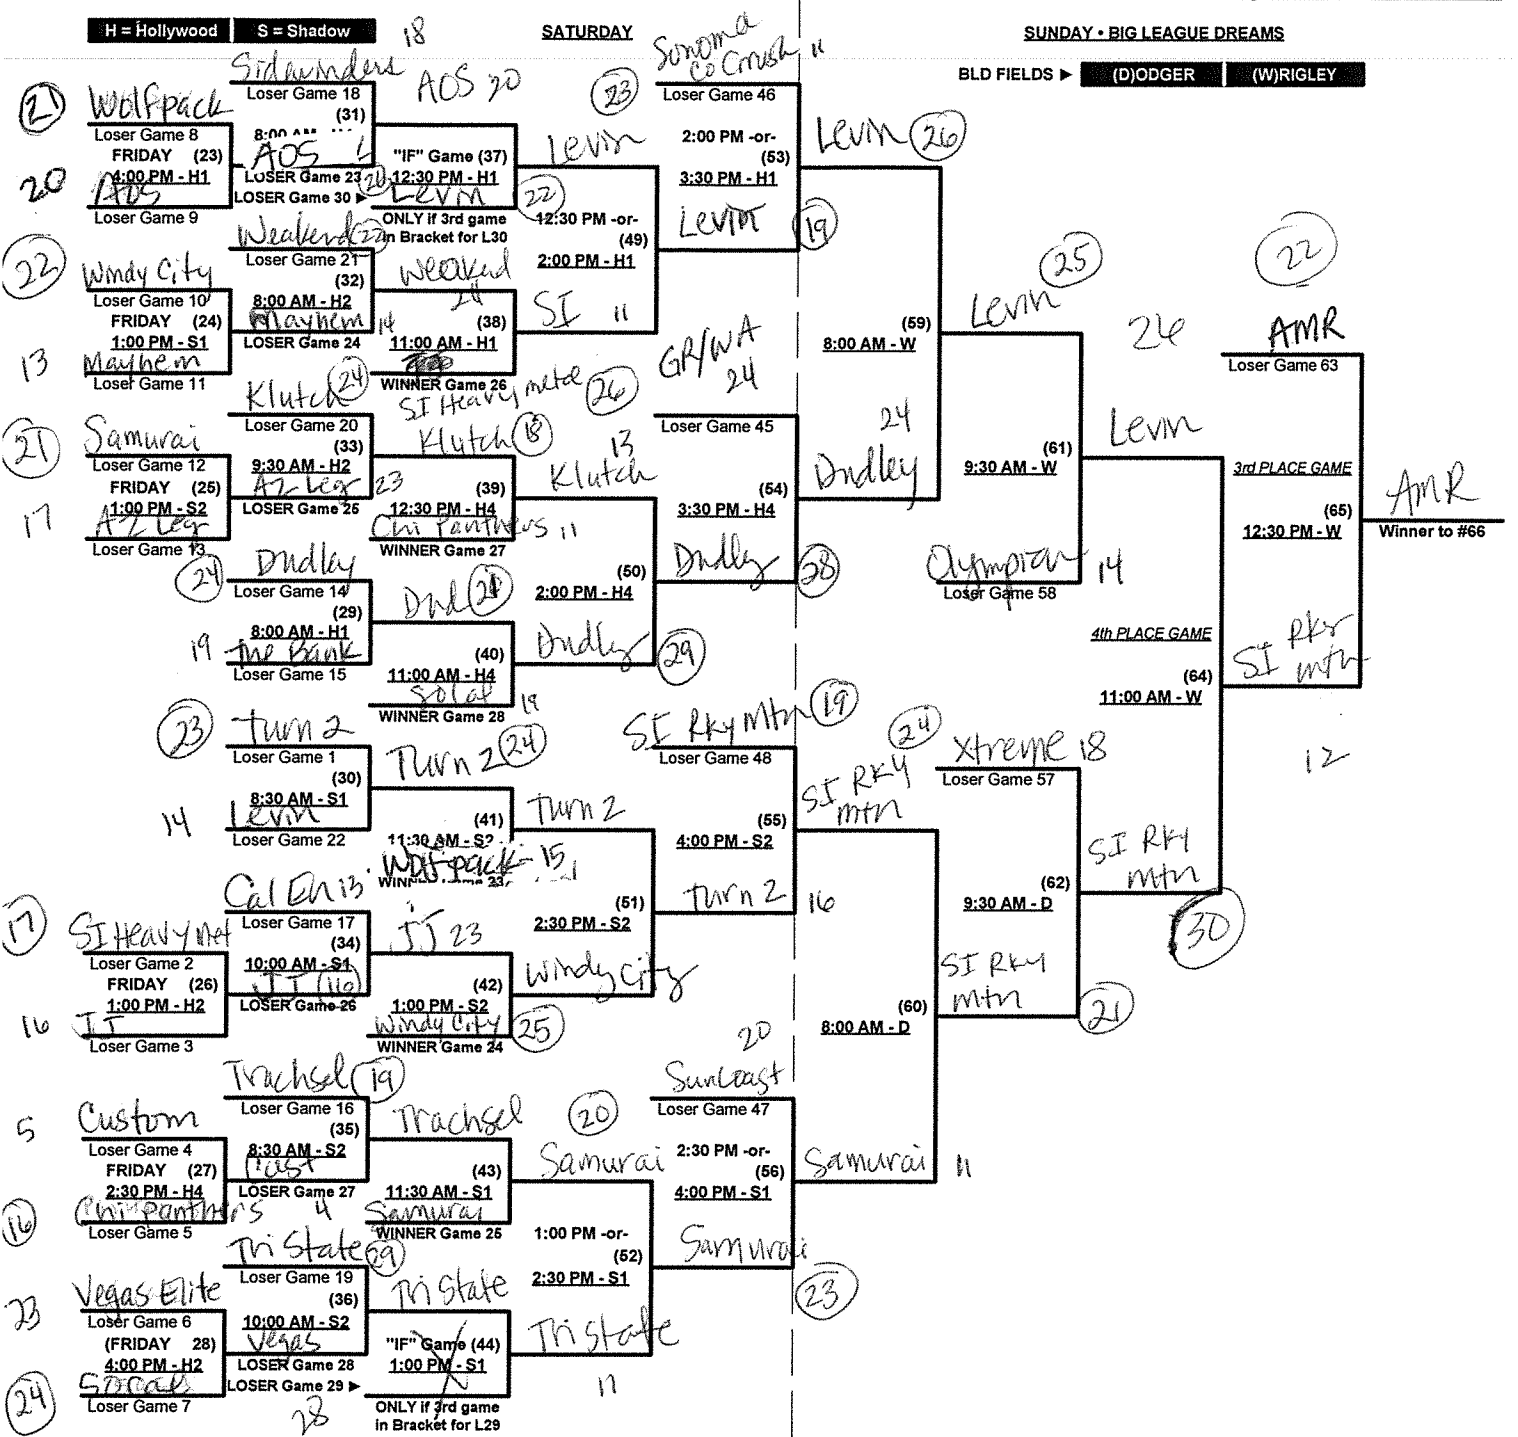 H = Hollywood S = Shadow
18
SATURDAY
SUNDAY • BIG LEAGUE DREAMS
BLD FIELDS ► (D)ODGER (W)RIGLEY
21
Wolfpack
Loser Game 8
FRIDAY (23)
4:00 PM - H1
20
AOS
Loser Game 9
22
Windy City
Loser Game 10
FRIDAY (24)
1:00 PM - S1
13
Mayhem
Loser Game 11
21
Samurai
Loser Game 12
FRIDAY (25)
1:00 PM - S2
17
AZ Leg
Loser Game 13
17
SI Heavy Met
Loser Game 2
FRIDAY (26)
1:00 PM - H2
16
JJ
Loser Game 3
5
Custom
Loser Game 4
FRIDAY (27)
2:30 PM - H4
16
Chi Panthers
Loser Game 5
23
Vegas Elite
Loser Game 6
(FRIDAY 28)
4:00 PM - H2
24
Loser Game 7
Sidewinders
Loser Game 18
(31)
8:00 AM
AOS
LOSER Game 23
20
LOSER Game 30 ►
Weakend 22
Loser Game 21
(32)
8:00 AM - H2
Mayhem 14
LOSER Game 24
Klutch 24
Loser Game 20
(33)
9:30 AM - H2
AZ Leg 23
LOSER Game 25
24
Dudley
Loser Game 14
(29)
8:00 AM - H1
19
The Bank
Loser Game 15
23
Turn 2
Loser Game 1
(30)
8:30 AM - S1
14
Levin
Loser Game 22
Cal En 13
Loser Game 17
(34)
10:00 AM - S1
JJ 16
LOSER Game 26
Trachsel 19
Loser Game 16
(35)
8:30 AM - S2
Cust
LOSER Game 27
4
Tri State 29
Loser Game 19
(36)
10:00 AM - S2
Vegas
LOSER Game 28
LOSER Game 29 ►
28
AOS 20
"IF" Game (37)
12:30 PM - H1
Levin 22
ONLY if 3rd game
in Bracket for L30
Weakend
24
(38)
11:00 AM - H1
WINNER Game 26
SI Heavy metal
Klutch 18
(39)
12:30 PM - H4
Chi Panthers 11
WINNER Game 27
Dud 21
(40)
11:00 AM - H4
WINNER Game 28
19
Turn 2 24
(41)
11:30 AM - S2
Wolfpack 15
JJ 23
(42)
1:00 PM - S2
Windy City 25
WINNER Game 24
Trachsel
(43)
11:30 AM - S1
Samurai
WINNER Game 25
Tri State
"IF" Game (44)
1:00 PM - S1
ONLY if 3rd game
in Bracket for L29
23
Levin
12:30 PM -or-
(49)
2:00 PM - H1
SI 11
13
Klutch
(50)
2:00 PM - H4
Dudley 29
Turn 2
(51)
2:30 PM - S2
Windy City
20
Samurai
1:00 PM -or-
(52)
2:30 PM - S1
Tri State
Sonoma
Co Crush 11
Loser Game 46
2:00 PM -or-
(53)
3:30 PM - H1
Levin 19
GR/WA
24
26
Loser Game 45
(54)
3:30 PM - H4
Dudley 28
SI Rky Mtn 19
Loser Game 48
(55)
4:00 PM - S2
Turn 2 16
20
Suncoast
Loser Game 47
2:30 PM -or-
(56)
4:00 PM - S1
Samurai
23
Levin 26
(59)
8:00 AM - W
24
Dudley
24
SI RKY
mtn
(60)
8:00 AM - D
Samurai 11
25
Levin
(61)
9:30 AM - W
Olympian 14
Loser Game 58
Xtreme 18
Loser Game 57
(62)
9:30 AM - D
SI RKY
mtn 21
26
Levin
4th PLACE GAME
(64)
11:00 AM - W
SI RKY
mtn
30
22
AMR
Loser Game 63
3rd PLACE GAME
(65)
12:30 PM - W
SI Rky
mtn
12
AMR
Winner to #66